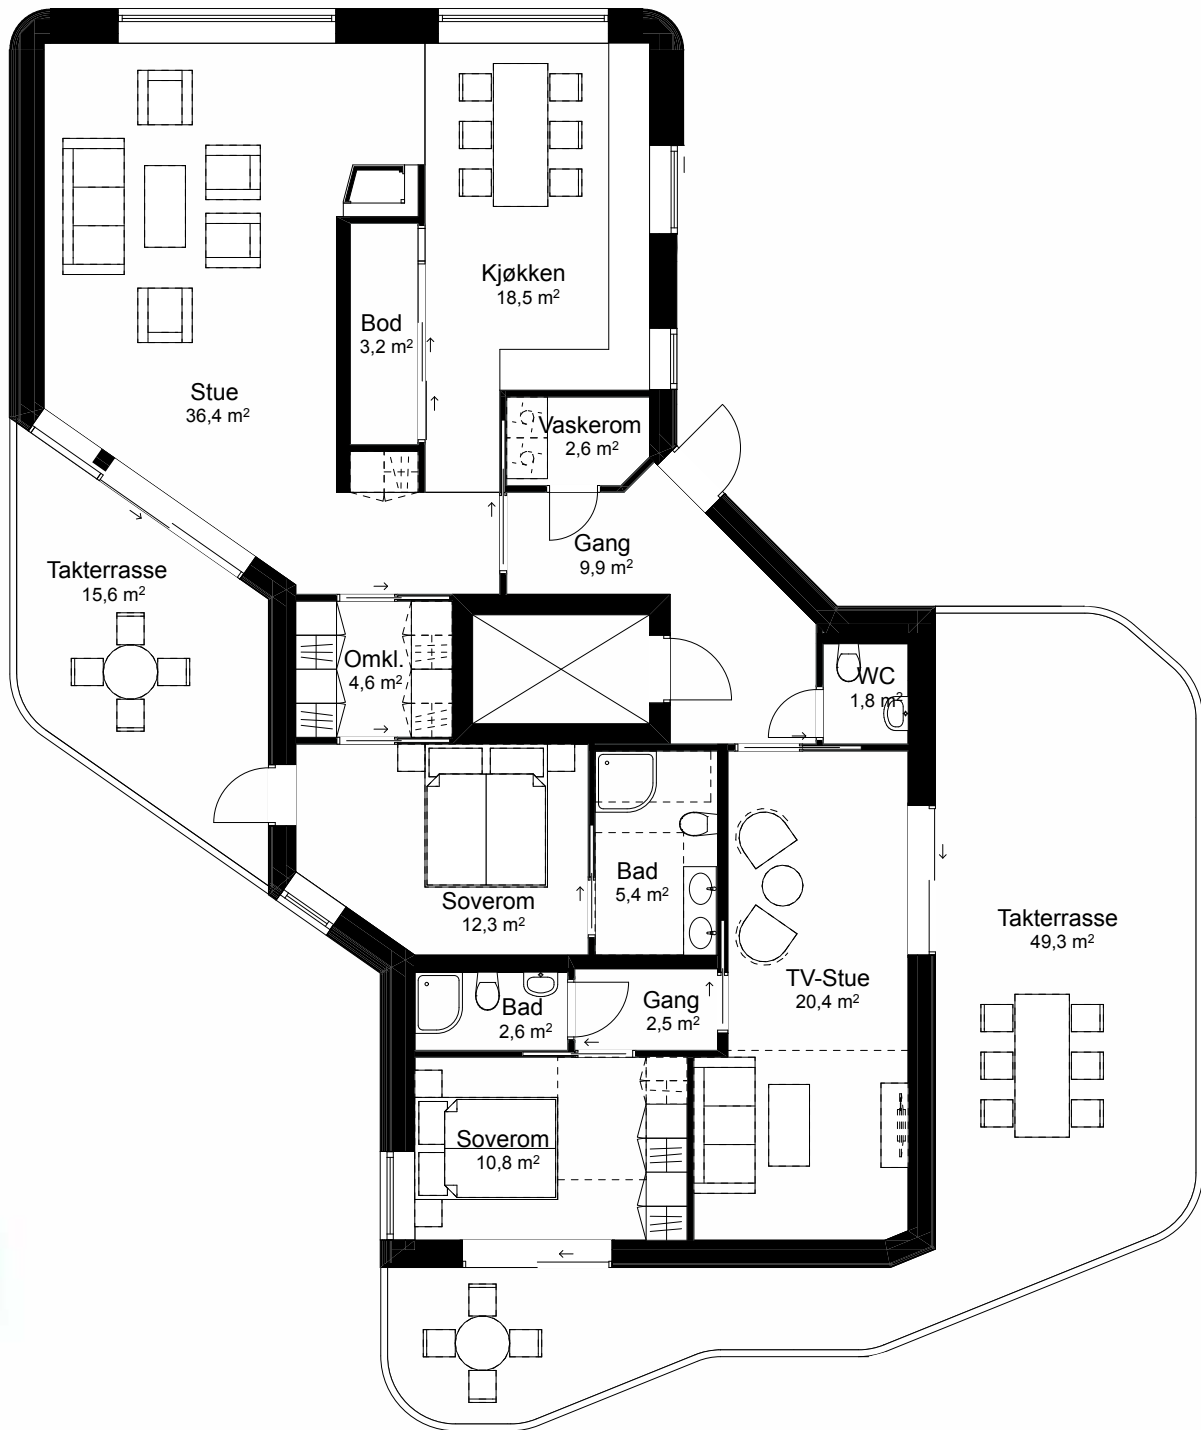 Kjøkken
18,5 m²
Bod
3,2 m²
Stue
36,4 m²
Vaskerom
2,6 m²
Gang
9,9 m²
Takterrasse
15,6 m²
Omkl.
4,6 m²
WC
1,8 m²
Bad
5,4 m²
Soverom
12,3 m²
Takterrasse
49,3 m²
TV-Stue
20,4 m²
Gang
2,5 m²
Bad
2,6 m²
Soverom
10,8 m²